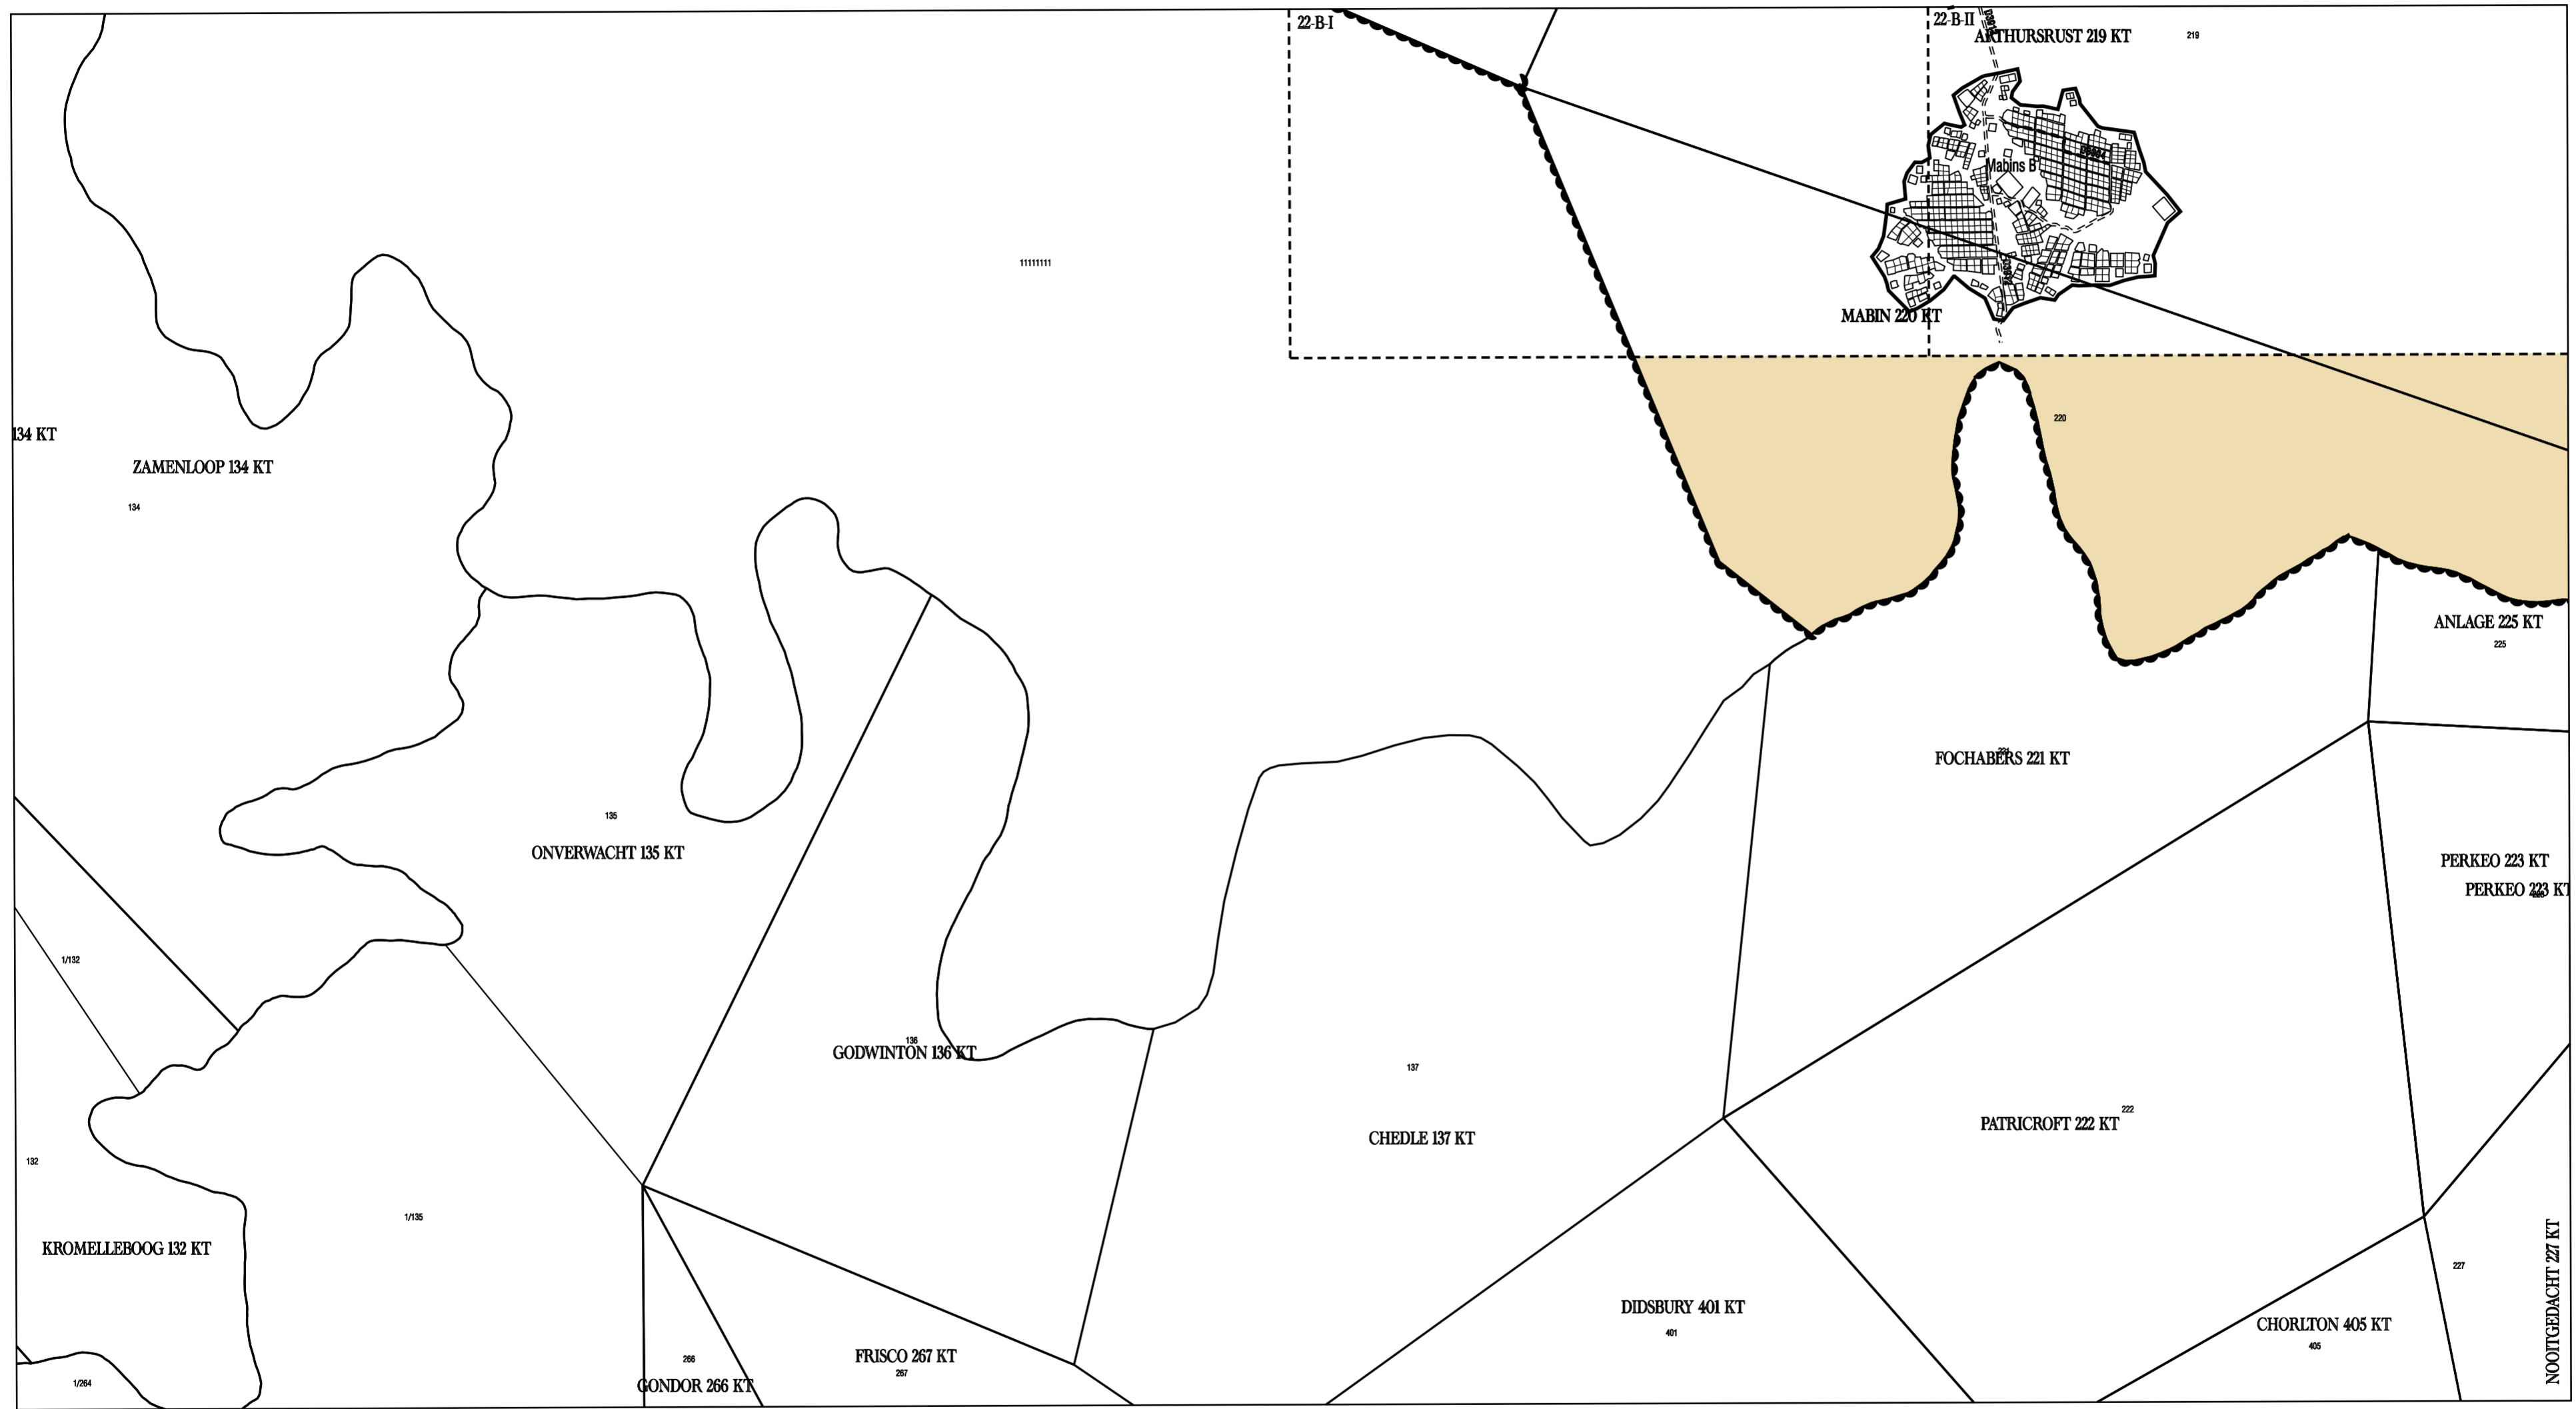 22-B-I
22-B-II
ARTHURSRUST 219 KT
219
D3994
Mabins B
11111111
MABIN 220 KT
220
134 KT
ZAMENLOOP 134 KT
134
ANLAGE 225 KT
225
FOCHABERS 221 KT
135
ONVERWACHT 135 KT
PERKEO 223 KT
PERKEO 223 KT
1/132
136
GODWINTON 136 KT
137
CHEDLE 137 KT
222
PATRICROFT 222 KT
132
1/135
KROMELLEBOOG 132 KT
227
NOOITGEDACHT 227 KT
DIDSBURY 401 KT
401
CHORLTON 405 KT
405
266
GONDOR 266 KT
FRISCO 267 KT
267
1/264